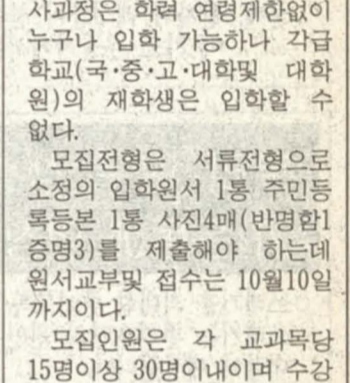 사과정은 학력 연령제한없이
누구나 입학 가능하나 각급
학교(국·중·고·대학및 대학
원)의 재학생은 입학할 수
없다.
모집전형은 서류전형으로
소정의 입학원서 1통 주민등
록등본 1통 사진4매(반명함1
증명3)를 제출해야 하는데
원서교부및 접수는 10월10일
까지이다.
모집인원은 각 교과목당
15명이상 30명이내이며 수강